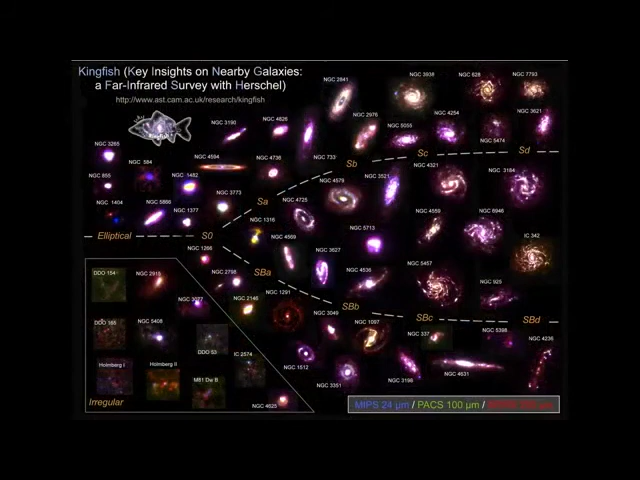 Kingfish (Key Insights on Nearby Galaxies:
a Far-Infrared Survey with Herschel)
http://www.ast.cam.ac.uk/research/kingfish
NGC 2841
NGC 3938
NGC 628
NGC 7793
NGC 3190
NGC 4826
NGC 2976
NGC 5055
NGC 4254
NGC 3621
NGC 5474
NGC 3265
NGC 584
NGC 4594
NGC 4736
NGC 733
Sb
Sc
Sd
NGC 855
NGC 1482
NGC 4579
NGC 3521
NGC 4321
NGC 3184
NGC 1404
NGC 5866
NGC 3773
Sa
NGC 4725
NGC 1377
NGC 1316
NGC 4559
NGC 6946
Elliptical
S0
NGC 4569
NGC 5713
IC 342
NGC 1266
NGC 3627
NGC 5457
DDO 154
NGC 2915
NGC 2798
SBa
NGC 4536
NGC 925
NGC 3077
NGC 2146
NGC 1291
SBb
SBc
SBd
DDO 165
NGC 5408
NGC 3049
NGC 1097
NGC 337
NGC 5398
NGC 4236
DDO 53
IC 2574
NGC 1512
Holmberg I
Holmberg II
M81 Dw B
NGC 3351
NGC 3198
NGC 4631
Irregular
NGC 4625
MIPS 24 µm / PACS 100 µm /